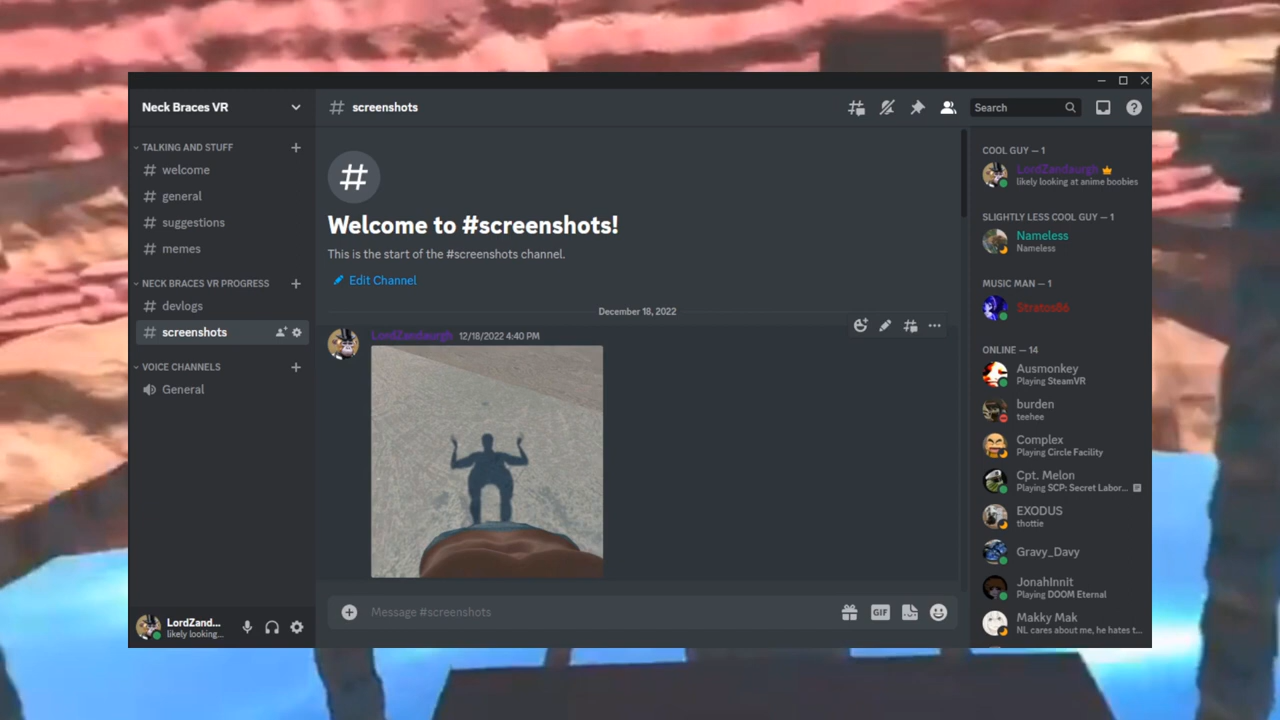 Neck Braces VR
screenshots
Search
TALKING AND STUFF
welcome
general
suggestions
memes
NECK BRACES VR PROGRESS
devlogs
screenshots
VOICE CHANNELS
General
LordZand...
likely looking...
Welcome to #screenshots!
This is the start of the #screenshots channel.
Edit Channel
December 18, 2022
LordZandaurgh 12/18/2022 4:40 PM
Message #screenshots
GIF
COOL GUY — 1
LordZandaurgh
likely looking at anime boobies
SLIGHTLY LESS COOL GUY — 1
Nameless
Nameless
MUSIC MAN — 1
Stratos86
ONLINE — 14
Ausmonkey
Playing SteamVR
burden
teehee
Complex
Playing Circle Facility
Cpt. Melon
Playing SCP: Secret Labor...
EXODUS
thottie
Gravy_Davy
JonahInnit
Playing DOOM Eternal
Makky Mak
NL cares about me, he hates t...